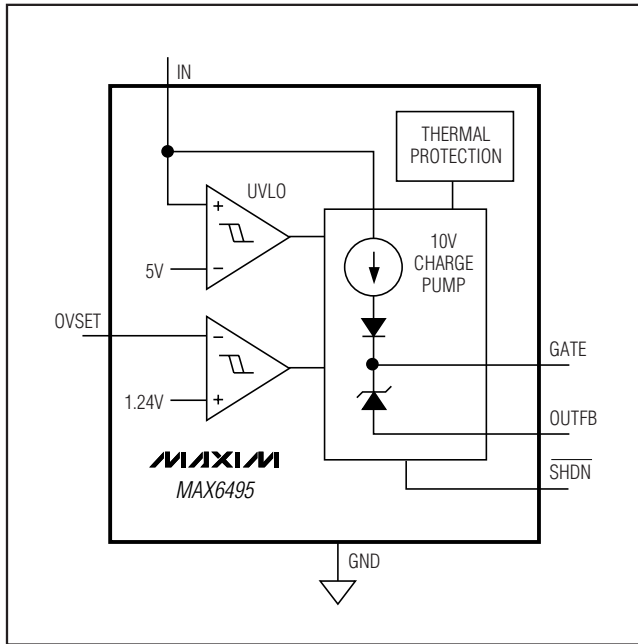 IN
THERMAL
PROTECTION
UVLO
+
10V
CHARGE
PUMP
5V
−
OVSET
−
GATE
1.24V
+
OUTFB
MAXIM
MAX6495
SHDN
GND